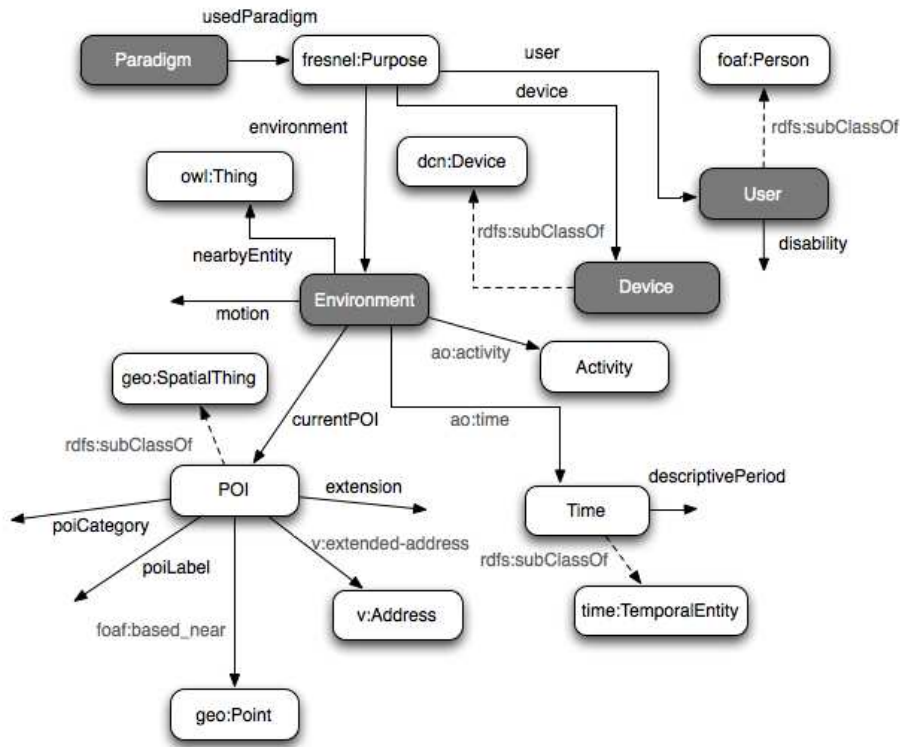 usedParadigm
Paradigm
fresnel:Purpose
user
foaf:Person
device
environment
rdfs:subClassOf
dcn:Device
owl:Thing
User
rdfs:subClassOf
nearbyEntity
disability
Environment
Device
motion
ao:activity
Activity
geo:SpatialThing
currentPOI
ao:time
rdfs:subClassOf
descriptivePeriod
POI
extension
Time
poiCategory
v:extended-address
rdfs:subClassOf
poiLabel
v:Address
time:TemporalEntity
foaf:based_near
geo:Point